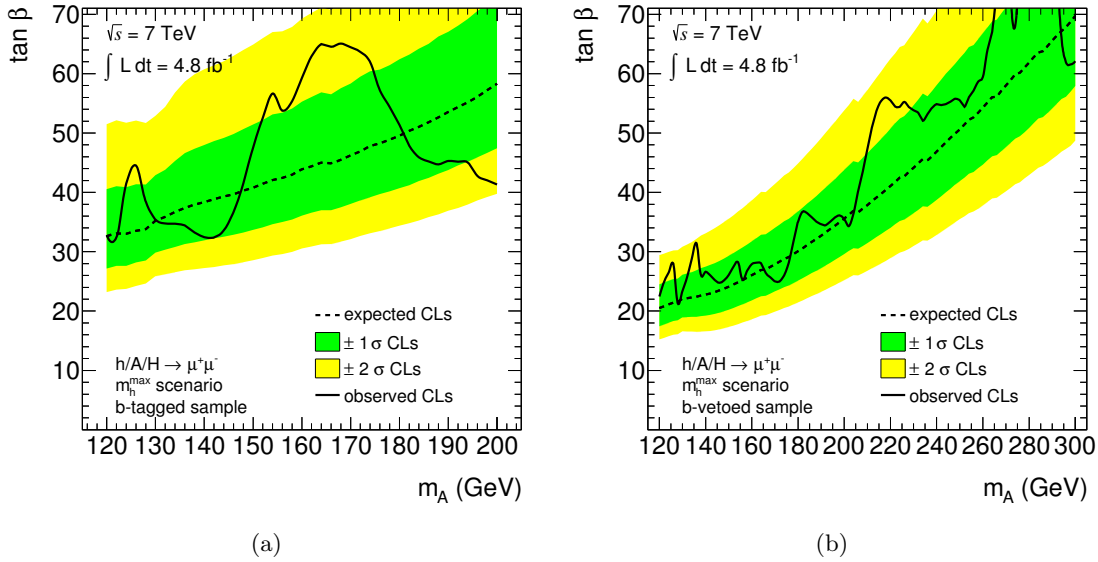 tan β
70
60
50
40
30
20
10
√s = 7 TeV
∫ L dt = 4.8 fb⁻¹
expected CLs
± 1 σ CLs
± 2 σ CLs
observed CLs
h/A/H → μ⁺μ⁻
m_h^max scenario
b-tagged sample
120 130 140 150 160 170 180 190 200
m_A (GeV)
(a)
tan β
70
60
50
40
30
20
10
√s = 7 TeV
∫ L dt = 4.8 fb⁻¹
expected CLs
± 1 σ CLs
± 2 σ CLs
observed CLs
h/A/H → μ⁺μ⁻
m_h^max scenario
b-vetoed sample
120 140 160 180 200 220 240 260 280 300
m_A (GeV)
(b)